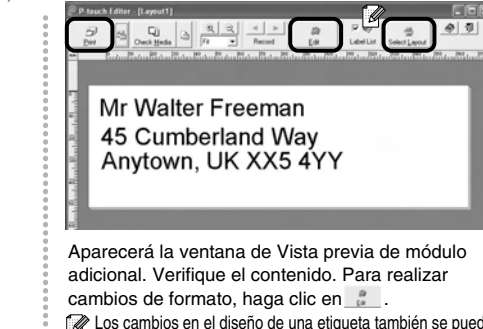 P-touch Editor - [Layout1]
Print Check Media Fit Record Edit Label List Select Layout
Mr Walter Freeman
45 Cumberland Way
Anytown, UK XX5 4YY
Aparecerá la ventana de Vista previa de módulo
adicional. Verifique el contenido. Para realizar
cambios de formato, haga clic en Edit .
Los cambios en el diseño de una etiqueta también se pued